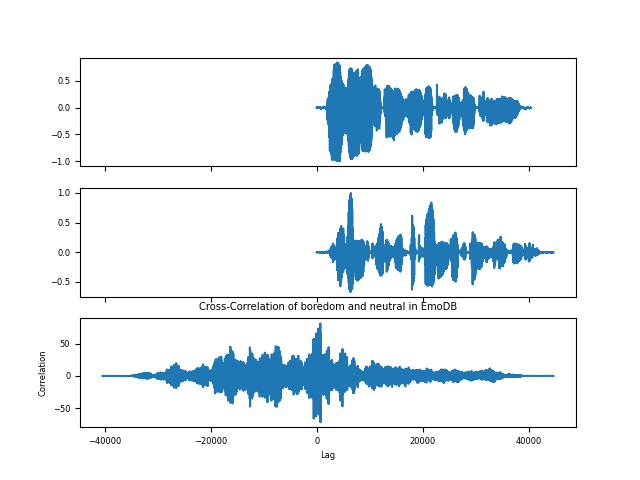 0.5
0.0
−0.5
−1.0
1.0
0.5
0.0
−0.5
Cross-Correlation of boredom and neutral in EmoDB
50
0
−50
Correlation
−40000 −20000 0 20000 40000
Lag